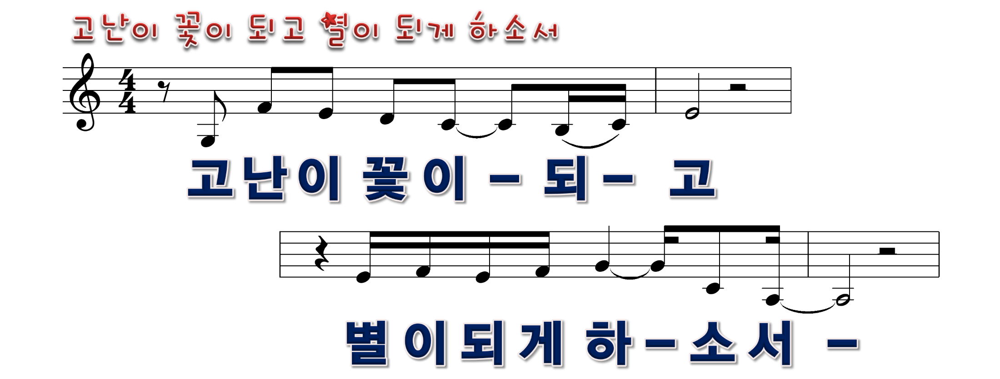 고난이 꽃이 되고 별이 되게 하소서
4
4
고난이 꽃이 - 되 - 고
별이되게 하 - 소서 -